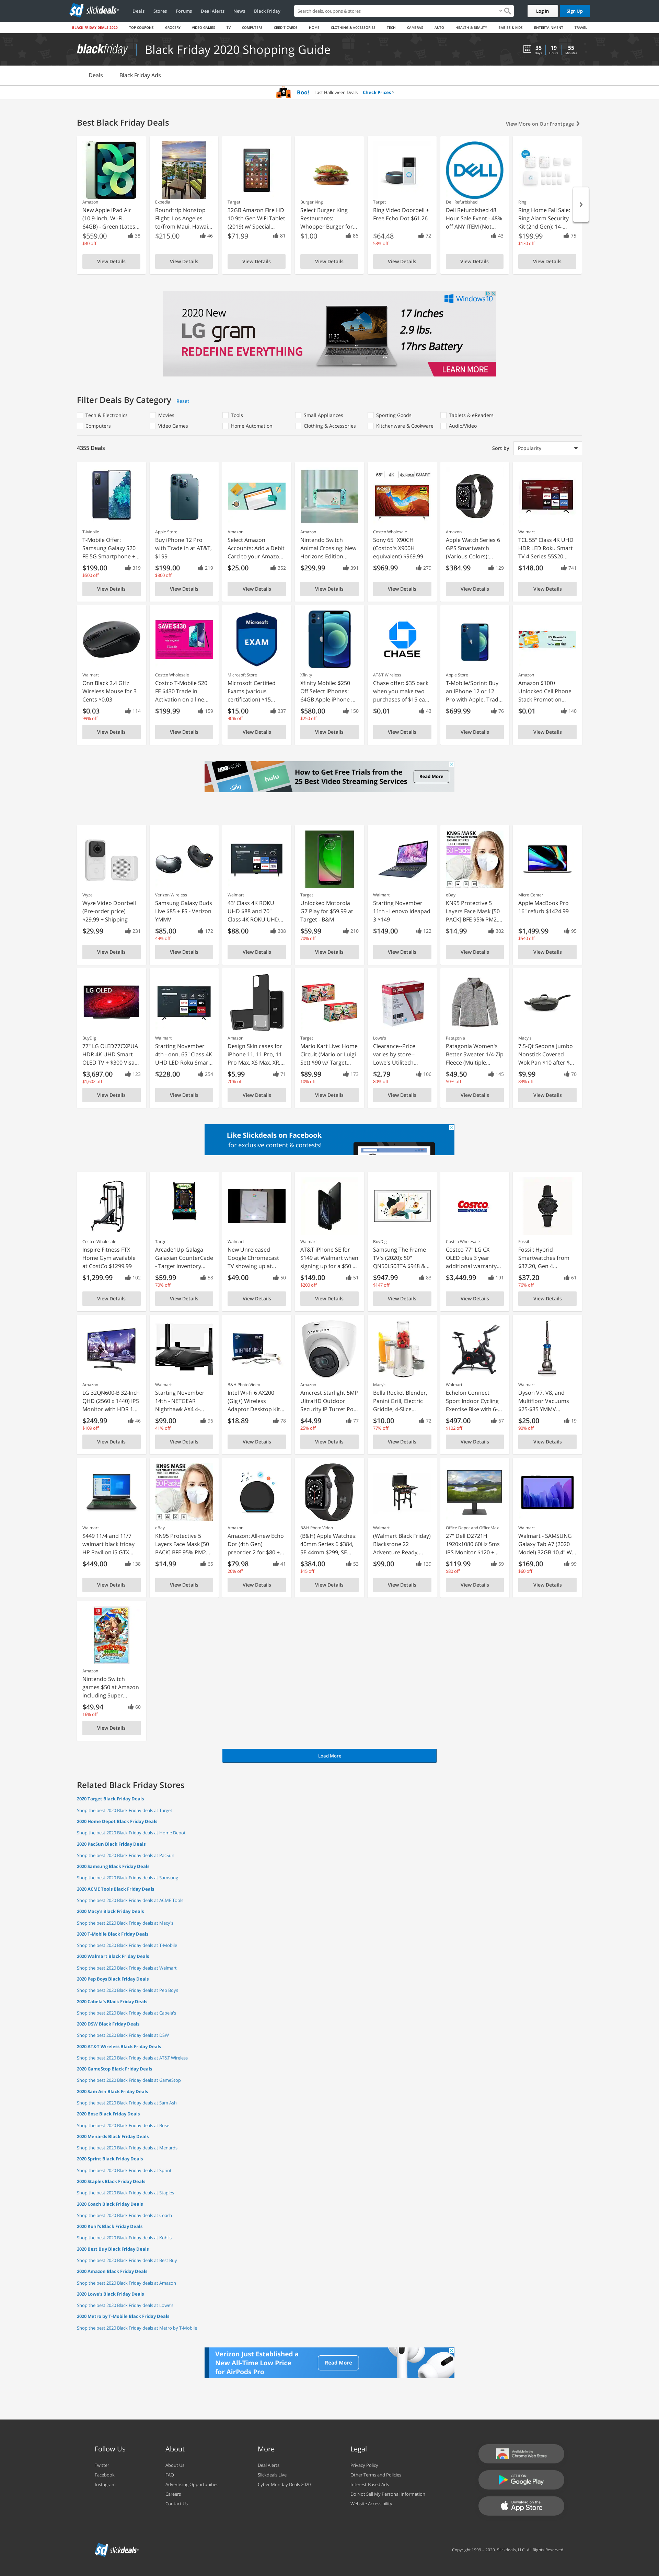 slickdeals
Deals
Stores
Forums
Deal Alerts
News
Black Friday
Search deals, coupons & stores
Log In
Sign Up
BLACK FRIDAY DEALS 2020
TOP COUPONS
GROCERY
VIDEO GAMES
TV
COMPUTERS
CREDIT CARDS
HOME
CLOTHING & ACCESSORIES
TECH
CAMERAS
AUTO
HEALTH & BEAUTY
BABIES & KIDS
ENTERTAINMENT
TRAVEL
blackfriday
Black Friday 2020 Shopping Guide
35 Days
19 Hours
55 Minutes
Deals
Black Friday Ads
Boo! Last Halloween Deals Check Prices
Best Black Friday Deals
View More on Our Frontpage
Amazon
New Apple iPad Air
(10.9-inch, Wi-Fi,
64GB) - Green (Lates...
$559.00 38
$40 off
View Details
Expedia
Roundtrip Nonstop
Flight: Los Angeles
to/from Maui, Hawai...
$215.00 46
View Details
Target
32GB Amazon Fire HD
10 9th Gen WiFi Tablet
(2019) w/ Special...
$71.99 81
View Details
Burger King
Select Burger King
Restaurants:
Whopper Burger for...
$1.00 86
View Details
Target
Ring Video Doorbell +
Free Echo Dot $61.26
$64.48 72
53% off
View Details
Dell Refurbished
Dell Refurbished 48
Hour Sale Event - 48%
off ANY ITEM (Not...
43
View Details
Ring
Ring Home Fall Sale:
Ring Alarm Security
Kit (2nd Gen): 14-...
$199.99 75
$130 off
View Details
Windows 10
2020 New
LG gram
REDEFINE EVERYTHING
17 inches
2.9 lbs.
17hrs Battery
LEARN MORE
Filter Deals By Category Reset
Tech & Electronics
Movies
Tools
Small Appliances
Sporting Goods
Tablets & eReaders
Computers
Video Games
Home Automation
Clothing & Accessories
Kitchenware & Cookware
Audio/Video
4355 Deals
Sort by Popularity
T-Mobile
T-Mobile Offer:
Samsung Galaxy S20
FE 5G Smartphone +...
$199.00 319
$500 off
View Details
Apple Store
Buy iPhone 12 Pro
with Trade in at AT&T,
$199
$199.00 219
$800 off
View Details
Amazon
Select Amazon
Accounts: Add a Debit
Card to your Amazo...
$25.00 352
View Details
Amazon
Nintendo Switch
Animal Crossing: New
Horizons Edition...
$299.99 391
View Details
65" 4K SMART
Costco Wholesale
Sony 65" X90CH
(Costco's X900H
equivalent) $969.99
$969.99 279
View Details
Amazon
Apple Watch Series 6
GPS Smartwatch
(Various Colors):...
$384.99 129
View Details
Walmart
TCL 55" Class 4K UHD
HDR LED Roku Smart
TV 4 Series 55S20...
$148.00 741
View Details
Walmart
Onn Black 2.4 GHz
Wireless Mouse for 3
Cents $0.03
$0.03 114
99% off
View Details
SAVE $430
Costco Wholesale
Costco T-Mobile S20
FE $430 Trade in
Activation on a line...
$199.99 159
View Details
Microsoft
EXAM
Microsoft Store
Microsoft Certified
Exams (various
certification) $15...
$15.00 337
90% off
View Details
Xfinity
Xfinity Mobile: $250
Off Select iPhones:
64GB Apple iPhone ...
$580.00 150
$250 off
View Details
CHASE
AT&T Wireless
Chase offer: $35 back
when you make two
purchases of $15 ea...
$0.01 43
View Details
Apple Store
T-Mobile/Sprint: Buy
an iPhone 12 or 12
Pro with Apple, Trad...
$699.99 76
View Details
Amazon
Amazon $100+
Unlocked Cell Phone
Stack Promotion...
$0.01 140
View Details
HBO NOW
hulu
sling
How to Get Free Trials from the
25 Best Video Streaming Services
Read More
Wyze
Wyze Video Doorbell
(Pre-order price)
$29.99 + Shipping
$29.99 231
View Details
Verizon Wireless
Samsung Galaxy Buds
Live $85 + FS - Verizon
YMMV
$85.00 172
49% off
View Details
Walmart
43' Class 4K ROKU
UHD $88 and 70"
Class 4K ROKU UHD...
$88.00 308
View Details
Target
Unlocked Motorola
G7 Play for $59.99 at
Target - B&M
$59.99 210
70% off
View Details
Walmart
Starting November
11th - Lenovo Ideapad
3 $149
$149.00 122
View Details
KN95 MASK
eBay
KN95 Protective 5
Layers Face Mask [50
PACK] BFE 95% PM2....
$14.99 302
View Details
Micro Center
Apple MacBook Pro
16" refurb $1424.99
$1,499.99 95
$580 off
View Details
LG OLED
BuyDig
77" LG OLED77CXPUA
HDR 4K UHD Smart
OLED TV + $300 Visa...
$3,697.00 123
$1,602 off
View Details
Walmart
Starting November
4th - onn. 65" Class 4K
UHD LED Roku Smar...
$228.00 254
View Details
Amazon
Design Skin cases for
iPhone 11, 11 Pro, 11
Pro Max, XS Max, XR,...
$5.99 71
70% off
View Details
Target
Mario Kart Live: Home
Circuit (Mario or Luigi
Set) $90 w/ Target...
$89.99 173
10% off
View Details
Lowe's
Clearance--Price
varies by store--
Lowe's Utilitech...
$2.79 106
80% off
View Details
Patagonia
Patagonia Women's
Better Sweater 1/4-Zip
Fleece (Multiple...
$49.50 145
50% off
View Details
Macy's
7.5-Qt Sedona Jumbo
Nonstick Covered
Wok Pan $10 after $...
$9.99 70
83% off
View Details
Like Slickdeals on Facebook
for exclusive content & contests!
Costco Wholesale
Inspire Fitness FTX
Home Gym available
at CostCo $1299.99
$1,299.99 102
View Details
Target
Arcade1Up Galaga
Galaxian CounterCade
- Target Inventory...
$59.99 58
70% off
View Details
Walmart
New Unreleased
Google Chromecast
TV showing up at...
$49.00 50
View Details
Walmart
AT&T iPhone SE for
$149 at Walmart when
signing up for a $50 ...
$149.00 51
$200 off
View Details
BuyDig
Samsung The Frame
TV's (2020); 50"
QN50LS03TA $948 &...
$947.99 83
$147 off
View Details
COSTCO WHOLESALE
Costco Wholesale
Costco 77" LG CX
OLED plus 3 year
additional warranty...
$3,449.99 191
View Details
Fossil
Fossil: Hybrid
Smartwatches from
$37.20, Gen 4...
$37.20 61
76% off
View Details
Amazon
LG 32QN600-B 32-Inch
QHD (2560 x 1440) IPS
Monitor with HDR 1...
$249.99 46
$109 off
View Details
Walmart
Starting November
14th - NETGEAR
Nighthawk AX4 4-...
$99.00 96
41% off
View Details
B&H Photo Video
Intel Wi-Fi 6 AX200
(Gig+) Wireless
Adaptor Desktop Kit...
$18.89 78
View Details
Amazon
Amcrest Starlight 5MP
UltraHD Outdoor
Security IP Turret Po...
$44.99 77
25% off
View Details
Macy's
Bella Rocket Blender,
Panini Grill, Electric
Griddle, 4-Slice...
$10.00 72
77% off
View Details
Walmart
Echelon Connect
Sport Indoor Cycling
Exercise Bike with 6-...
$497.00 67
$102 off
View Details
Walmart
Dyson V7, V8, and
Multifloor Vacuums
$25-$35 YMMV...
$25.00 19
90% off
View Details
Walmart
$449 11/4 and 11/7
walmart black friday
HP Pavilion i5 GTX...
$449.00 138
View Details
KN95 MASK
eBay
KN95 Protective 5
Layers Face Mask [50
PACK] BFE 95% PM2....
$14.99 65
View Details
Amazon
Amazon: All-new Echo
Dot (4th Gen)
preorder 2 for $80 +...
$79.98 41
20% off
View Details
B&H Photo Video
(B&H) Apple Watches:
40mm Series 6 $384,
SE 44mm $299, SE...
$384.00 53
$15 off
View Details
Walmart
(Walmart Black Friday)
Blackstone 22
Adventure Ready,...
$99.00 139
View Details
Office Depot and OfficeMax
27" Dell D2721H
1920x1080 60Hz 5ms
IPS Monitor $120 +...
$119.99 59
$80 off
View Details
Walmart
Walmart - SAMSUNG
Galaxy Tab A7 (2020
Model) 32GB 10.4" W...
$169.00 99
$60 off
View Details
Amazon
Nintendo Switch
games $50 at Amazon
including Super...
$49.94 60
16% off
View Details
Load More
Related Black Friday Stores
2020 Target Black Friday Deals
Shop the best 2020 Black Friday deals at Target
2020 Home Depot Black Friday Deals
Shop the best 2020 Black Friday deals at Home Depot
2020 PacSun Black Friday Deals
Shop the best 2020 Black Friday deals at PacSun
2020 Samsung Black Friday Deals
Shop the best 2020 Black Friday deals at Samsung
2020 ACME Tools Black Friday Deals
Shop the best 2020 Black Friday deals at ACME Tools
2020 Macy's Black Friday Deals
Shop the best 2020 Black Friday deals at Macy's
2020 T-Mobile Black Friday Deals
Shop the best 2020 Black Friday deals at T-Mobile
2020 Walmart Black Friday Deals
Shop the best 2020 Black Friday deals at Walmart
2020 Pep Boys Black Friday Deals
Shop the best 2020 Black Friday deals at Pep Boys
2020 Cabela's Black Friday Deals
Shop the best 2020 Black Friday deals at Cabela's
2020 DSW Black Friday Deals
Shop the best 2020 Black Friday deals at DSW
2020 AT&T Wireless Black Friday Deals
Shop the best 2020 Black Friday deals at AT&T Wireless
2020 GameStop Black Friday Deals
Shop the best 2020 Black Friday deals at GameStop
2020 Sam Ash Black Friday Deals
Shop the best 2020 Black Friday deals at Sam Ash
2020 Bose Black Friday Deals
Shop the best 2020 Black Friday deals at Bose
2020 Menards Black Friday Deals
Shop the best 2020 Black Friday deals at Menards
2020 Sprint Black Friday Deals
Shop the best 2020 Black Friday deals at Sprint
2020 Staples Black Friday Deals
Shop the best 2020 Black Friday deals at Staples
2020 Coach Black Friday Deals
Shop the best 2020 Black Friday deals at Coach
2020 Kohl's Black Friday Deals
Shop the best 2020 Black Friday deals at Kohl's
2020 Best Buy Black Friday Deals
Shop the best 2020 Black Friday deals at Best Buy
2020 Amazon Black Friday Deals
Shop the best 2020 Black Friday deals at Amazon
2020 Lowe's Black Friday Deals
Shop the best 2020 Black Friday deals at Lowe's
2020 Metro by T-Mobile Black Friday Deals
Shop the best 2020 Black Friday deals at Metro by T-Mobile
Verizon Just Established a
New All-Time Low Price
for AirPods Pro
Read More
Follow Us
Twitter
Facebook
Instagram
About
About Us
FAQ
Advertising Opportunities
Careers
Contact Us
More
Deal Alerts
Slickdeals Live
Cyber Monday Deals 2020
Legal
Privacy Policy
Other Terms and Policies
Interest-Based Ads
Do Not Sell My Personal Information
Website Accessibility
Available in the
Chrome Web Store
GET IT ON
Google Play
Download on the
App Store
slickdeals
Copyright 1999 - 2020. Slickdeals, LLC. All Rights Reserved.